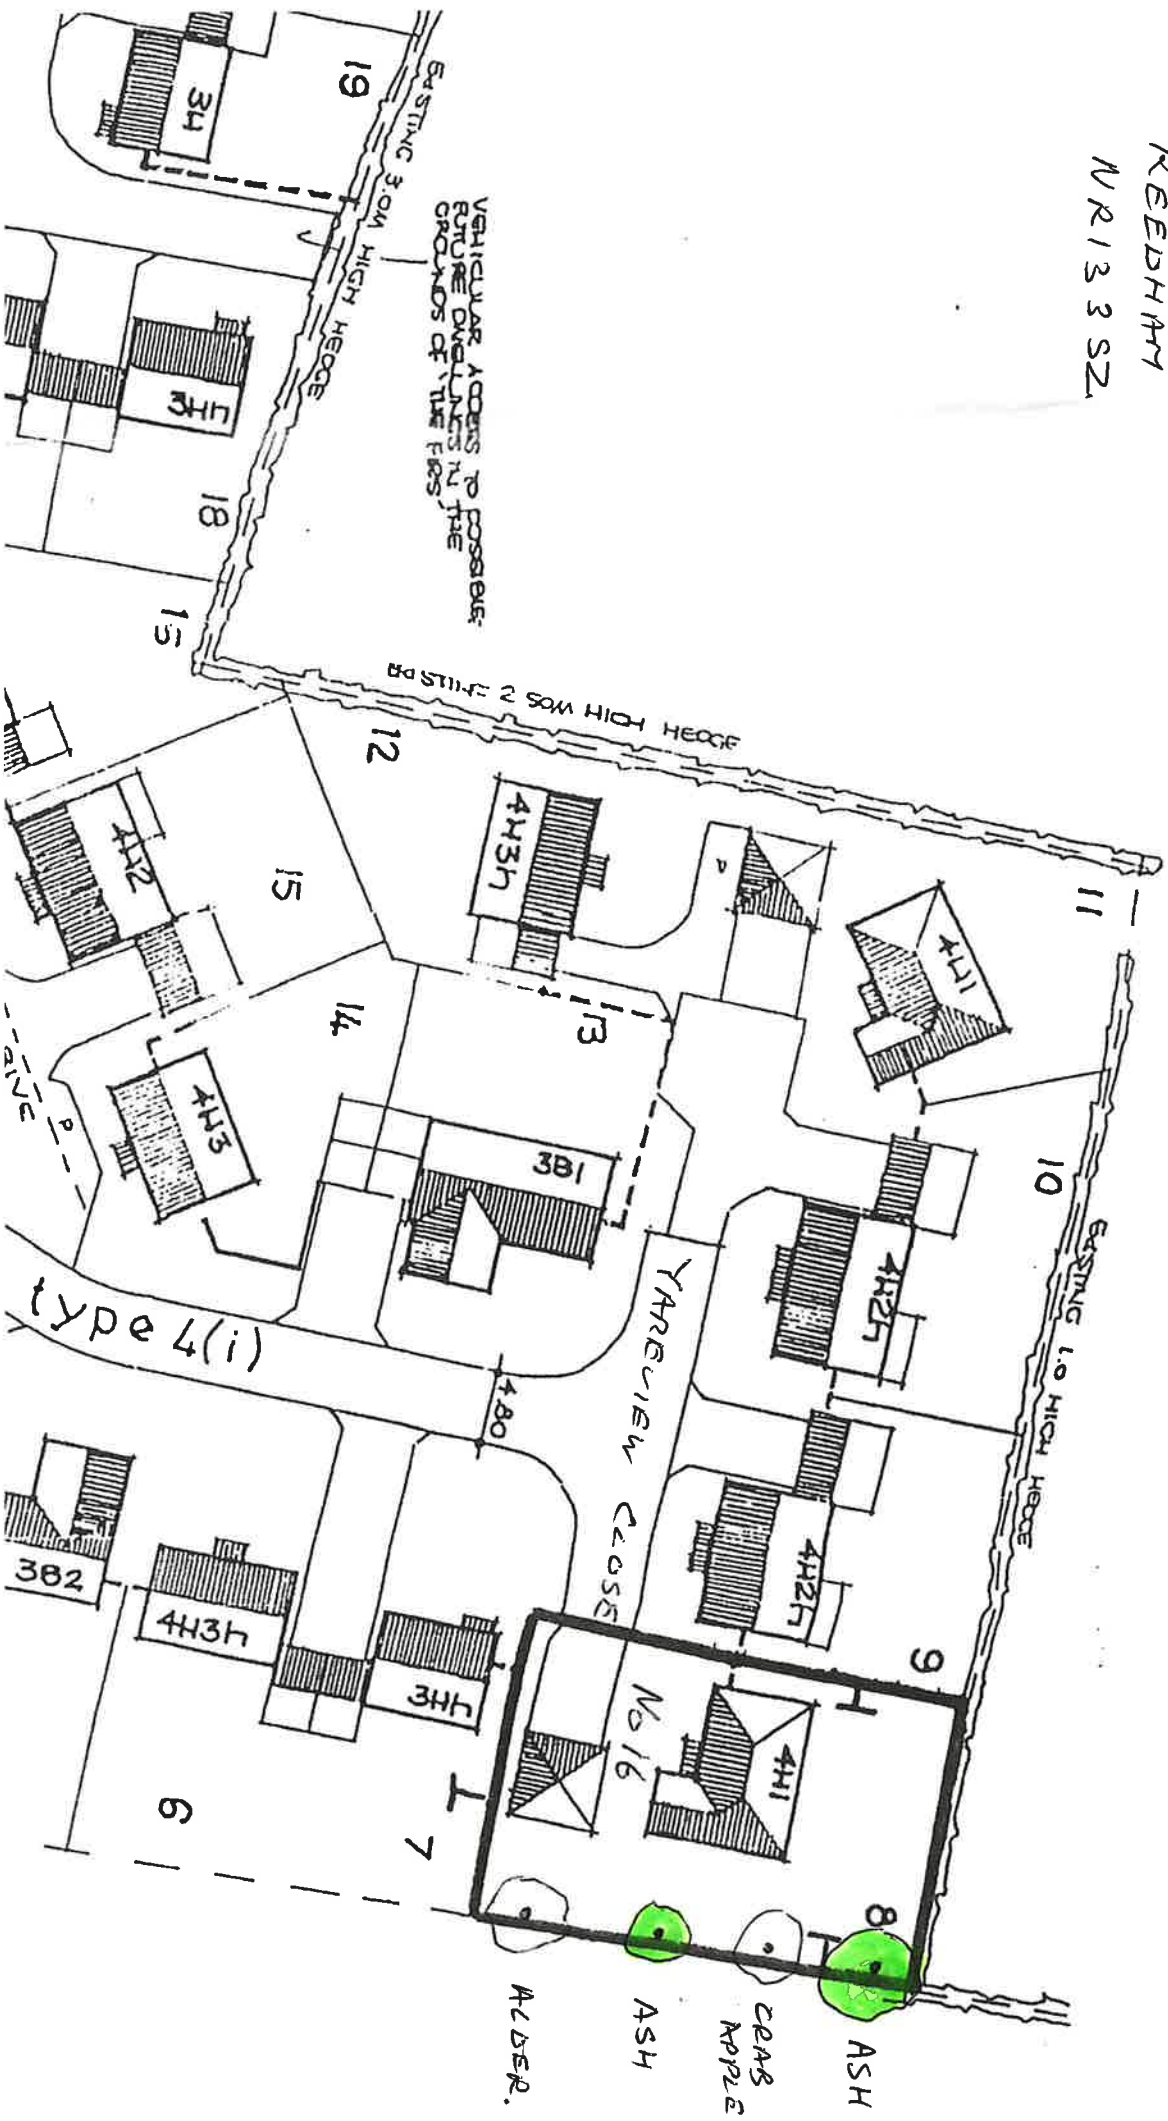 REEDHAM
NR13 3SZ
19
3H
EXISTING 3.0M HIGH HEDGE
VEHICULAR ACCESS TO POSSIBLE
FUTURE DWELLINGS IN THE
GROUNDS OF 'THE FIRS'
3Hh
18
15
EXISTING 2.50M HIGH HEDGE
12
4H3h
P
11
4H1
4H2
15
14
13
4H3
P
3B1
10
4H2h
EXISTING 1.0 HIGH HEDGE
YAREVIEW CLOSE
type 4(i)
4.80
4H2h
9
3B2
4H3h
3Hh
No 16
4H1
6
7
8
ALDER.
ASH
CRAB
APPLE
ASH